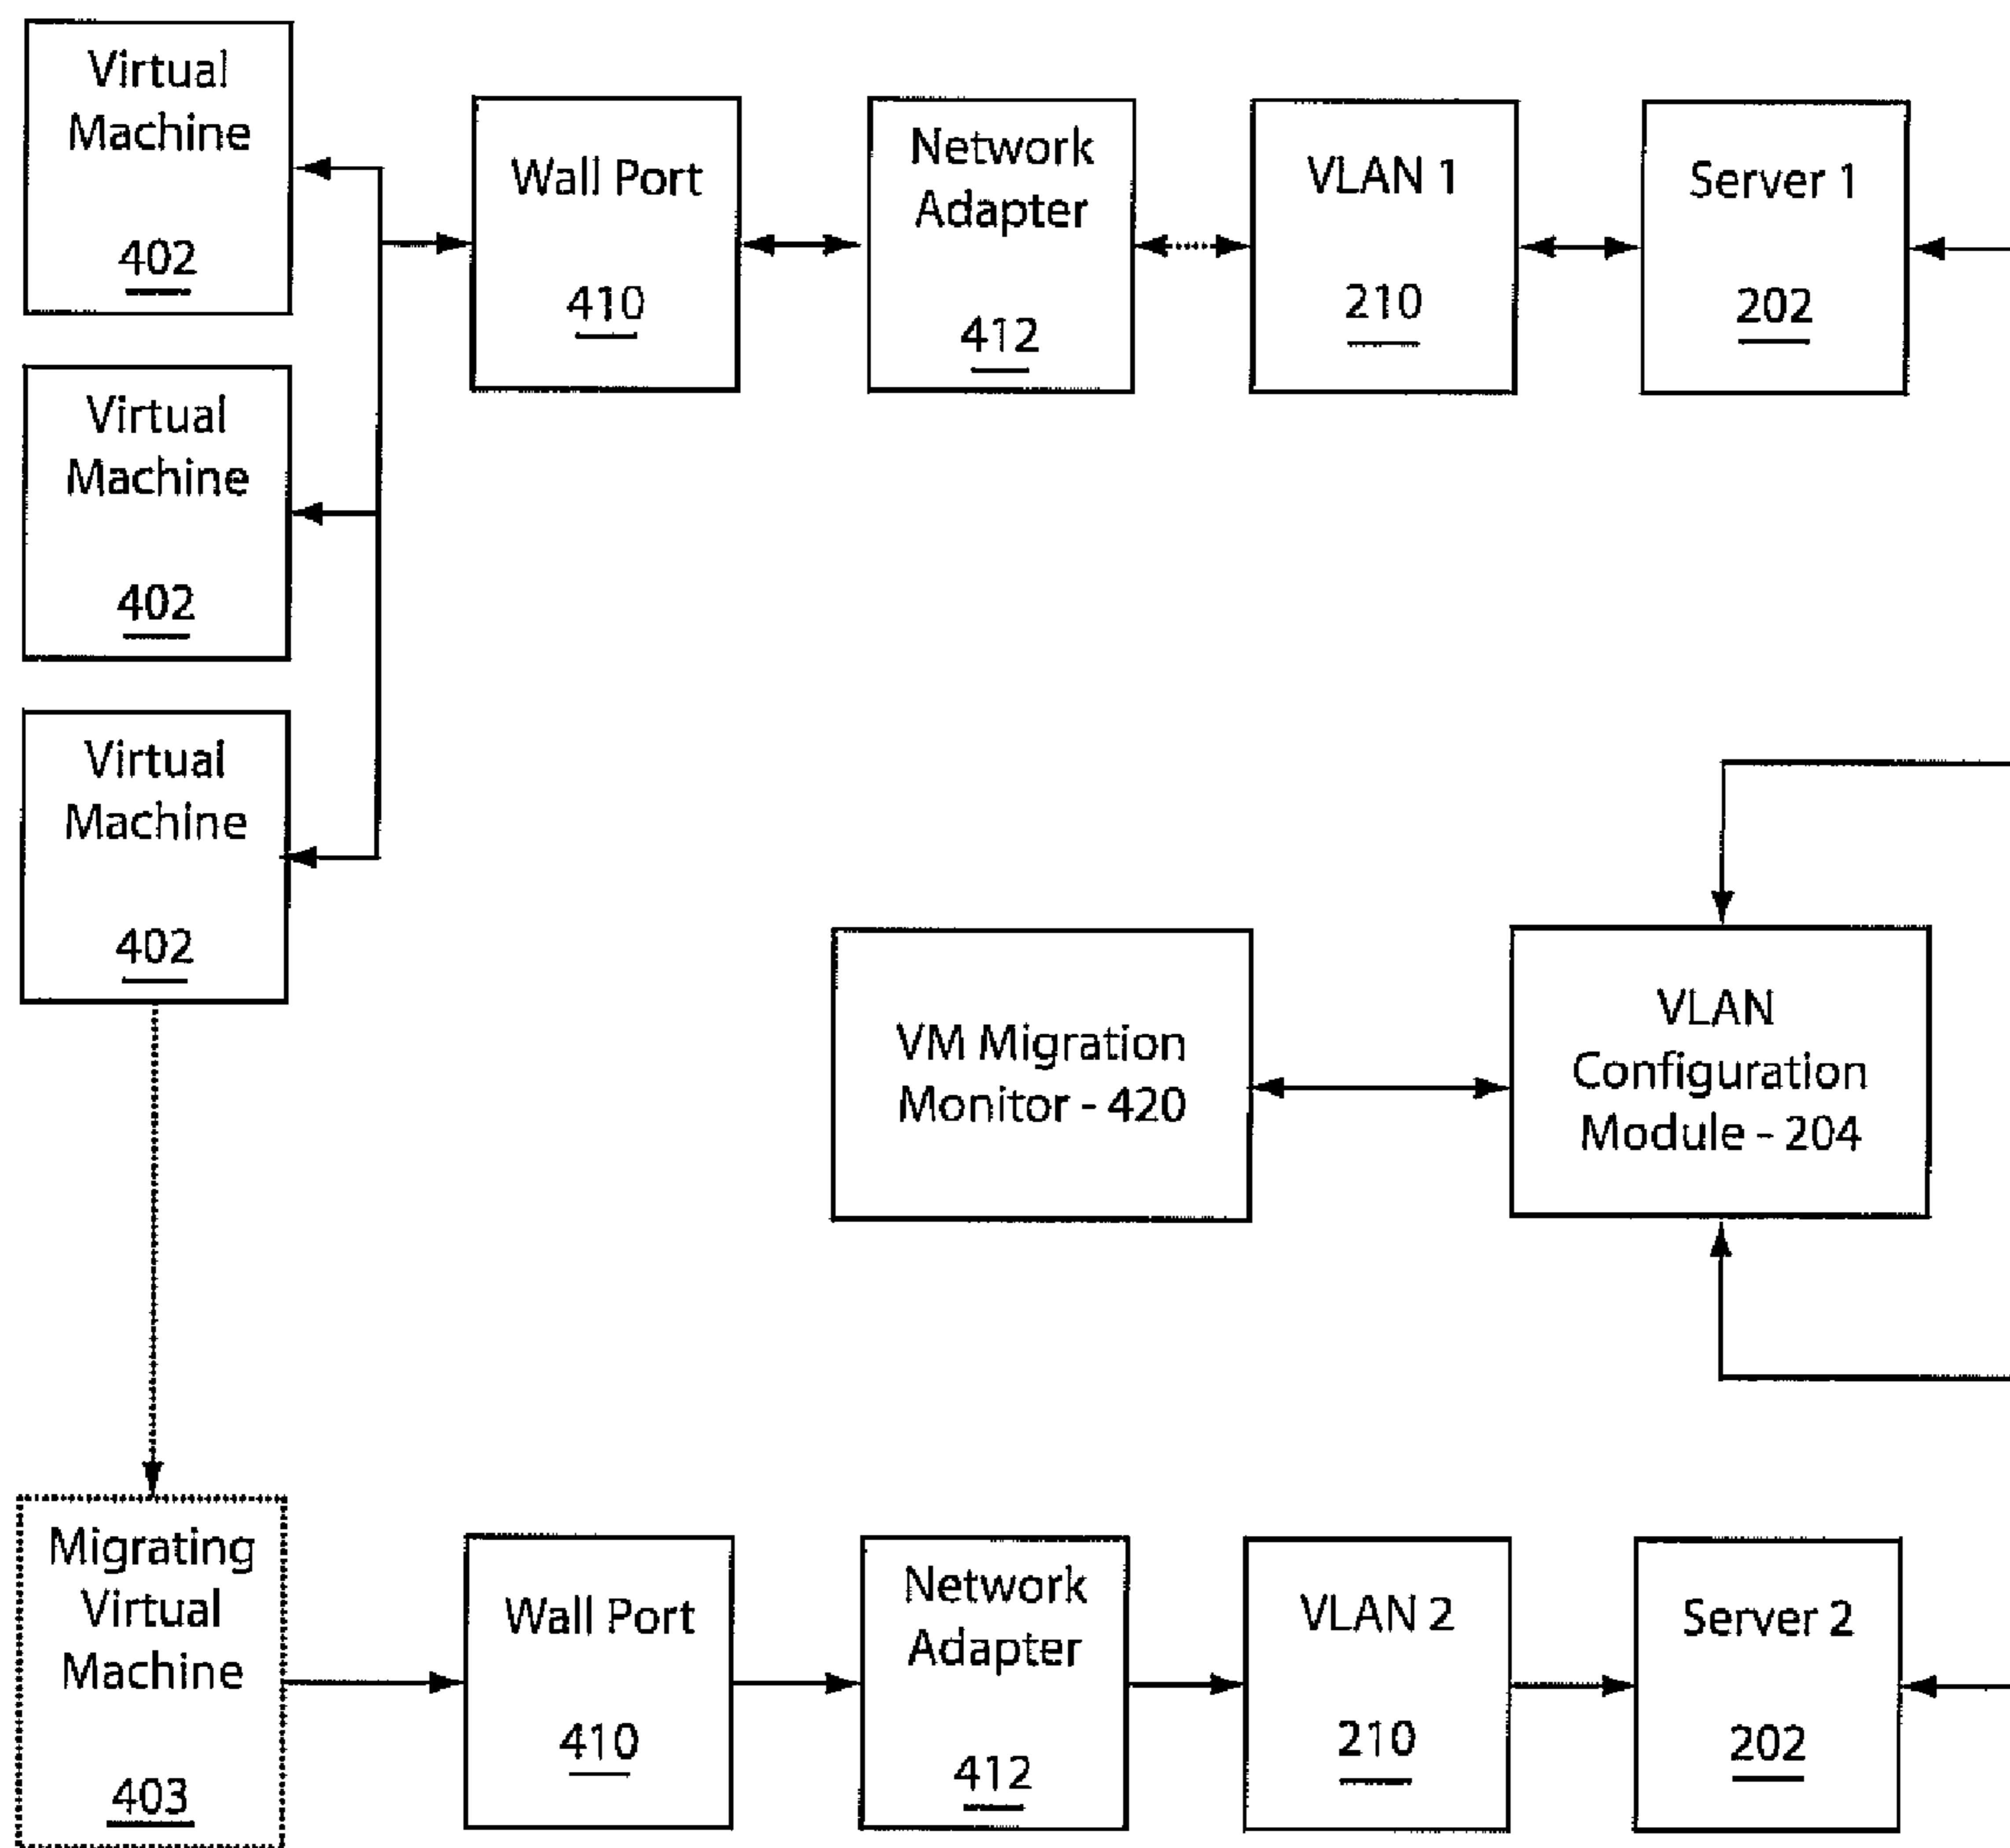 Virtual
Machine
402
Wall Port
410
Network
Adapter
412
VLAN 1
210
Server 1
202
Virtual
Machine
402
Virtual
Machine
402
VM Migration
Monitor - 420
VLAN
Configuration
Module - 204
Migrating
Virtual
Machine
403
Wall Port
410
Network
Adapter
412
VLAN 2
210
Server 2
202